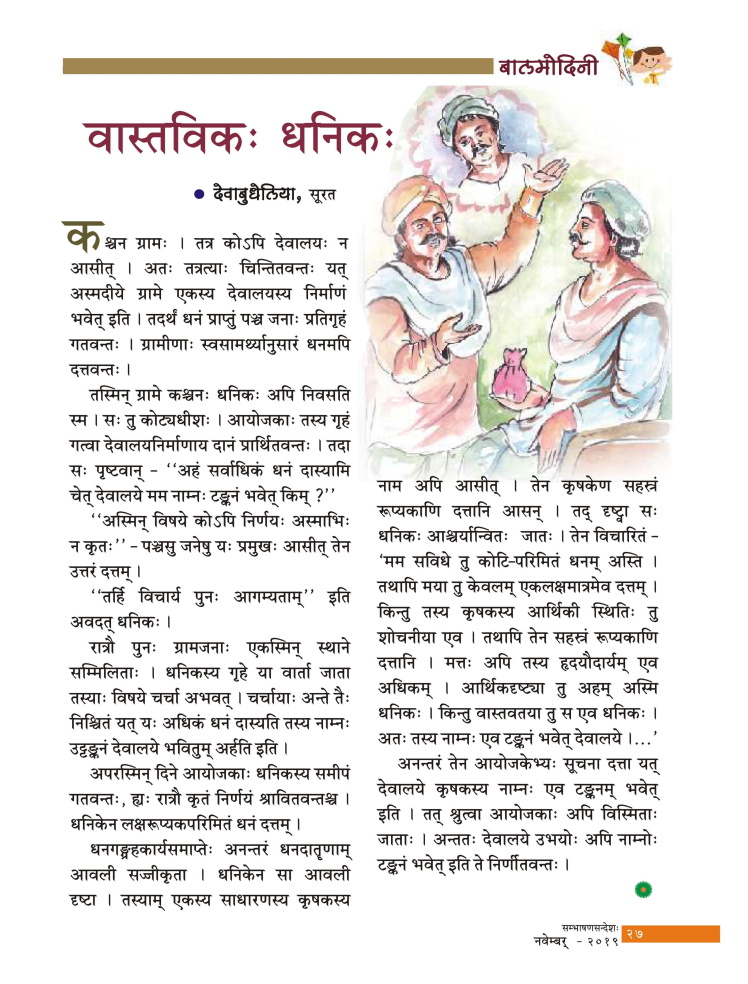 बालमोदिनी
वास्तविकः धनिकः
● देवाबुधेलिया, सूरत
कश्चन ग्रामः । तत्र कोऽपि देवालयः न
आसीत् । अतः तत्रत्याः चिन्तितवन्तः यत्
अस्मदीये ग्रामे एकस्य देवालयस्य निर्माणं
भवेत् इति । तदर्थं धनं प्राप्तुं पञ्च जनाः प्रतिगृहं
गतवन्तः । ग्रामीणाः स्वसामर्थ्यानुसारं धनमपि
दत्तवन्तः ।
तस्मिन् ग्रामे कश्चनः धनिकः अपि निवसति
स्म । सः तु कोट्यधीशः । आयोजकाः तस्य गृहं
गत्वा देवालयनिर्माणाय दानं प्रार्थितवन्तः । तदा
सः पृष्टवान् - ‘‘अहं सर्वाधिकं धनं दास्यामि
चेत् देवालये मम नाम्नः टङ्कनं भवेत् किम् ?’’
‘‘अस्मिन् विषये कोऽपि निर्णयः अस्माभिः
न कृतः’’ - पञ्चसु जनेषु यः प्रमुखः आसीत् तेन
उत्तरं दत्तम् ।
‘‘तर्हि विचार्य पुनः आगम्यताम्’’ इति
अवदत् धनिकः ।
रात्रौ पुनः ग्रामजनाः एकस्मिन् स्थाने
सम्मिलिताः । धनिकस्य गृहे या वार्ता जाता
तस्याः विषये चर्चा अभवत् । चर्चायाः अन्ते तैः
निश्चितं यत् यः अधिकं धनं दास्यति तस्य नाम्नः
उट्टङ्कनं देवालये भवितुम् अर्हति इति ।
अपरस्मिन् दिने आयोजकाः धनिकस्य समीपं
गतवन्तः, ह्यः रात्रौ कृतं निर्णयं श्रावितवन्तश्च ।
धनिकेन लक्षरूप्यकपरिमितं धनं दत्तम् ।
धनसङ्ग्रहकार्यसमाप्तेः अनन्तरं धनदातॄणाम्
आवली सज्जीकृता । धनिकेन सा आवली
दृष्टा । तस्याम् एकस्य साधारणस्य कृषकस्य
नाम अपि आसीत् । तेन कृषकेण सहस्रं
रूप्यकाणि दत्तानि आसन् । तद् दृष्ट्वा सः
धनिकः आश्चर्यान्वितः जातः । तेन विचारितं -
‘मम सविधे तु कोटि-परिमितं धनम् अस्ति ।
तथापि मया तु केवलम् एकलक्षमात्रमेव दत्तम् ।
किन्तु तस्य कृषकस्य आर्थिकी स्थितिः तु
शोचनीया एव । तथापि तेन सहस्रं रूप्यकाणि
दत्तानि । मत्तः अपि तस्य हृदयौदार्यम् एव
अधिकम् । आर्थिकदृष्ट्या तु अहम् अस्मि
धनिकः । किन्तु वास्तवतया तु स एव धनिकः ।
अतः तस्य नाम्नः एव टङ्कनं भवेत् देवालये ।...’
अनन्तरं तेन आयोजकेभ्यः सूचना दत्ता यत्
देवालये कृषकस्य नाम्नः एव टङ्कनम् भवेत्
इति । तत् श्रुत्वा आयोजकाः अपि विस्मिताः
जाताः । अन्ततः देवालये उभयोः अपि नाम्नोः
टङ्कनं भवेत् इति ते निर्णीतवन्तः ।
सम्भाषणसन्देशः
नवेम्बर् - २०१९ २७